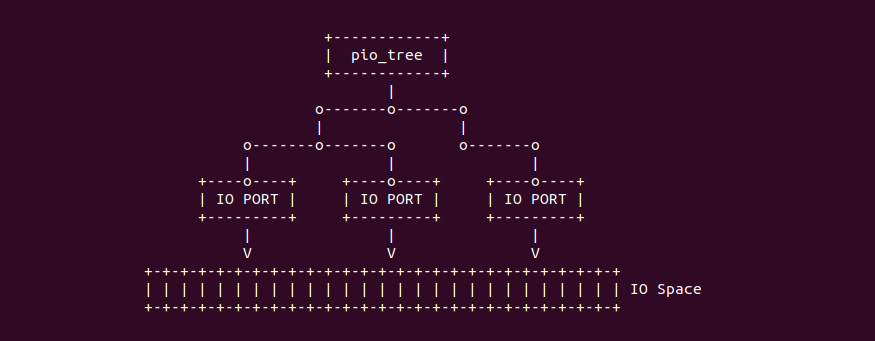 pio_tree
IO PORT IO PORT IO PORT
V V V
IO Space